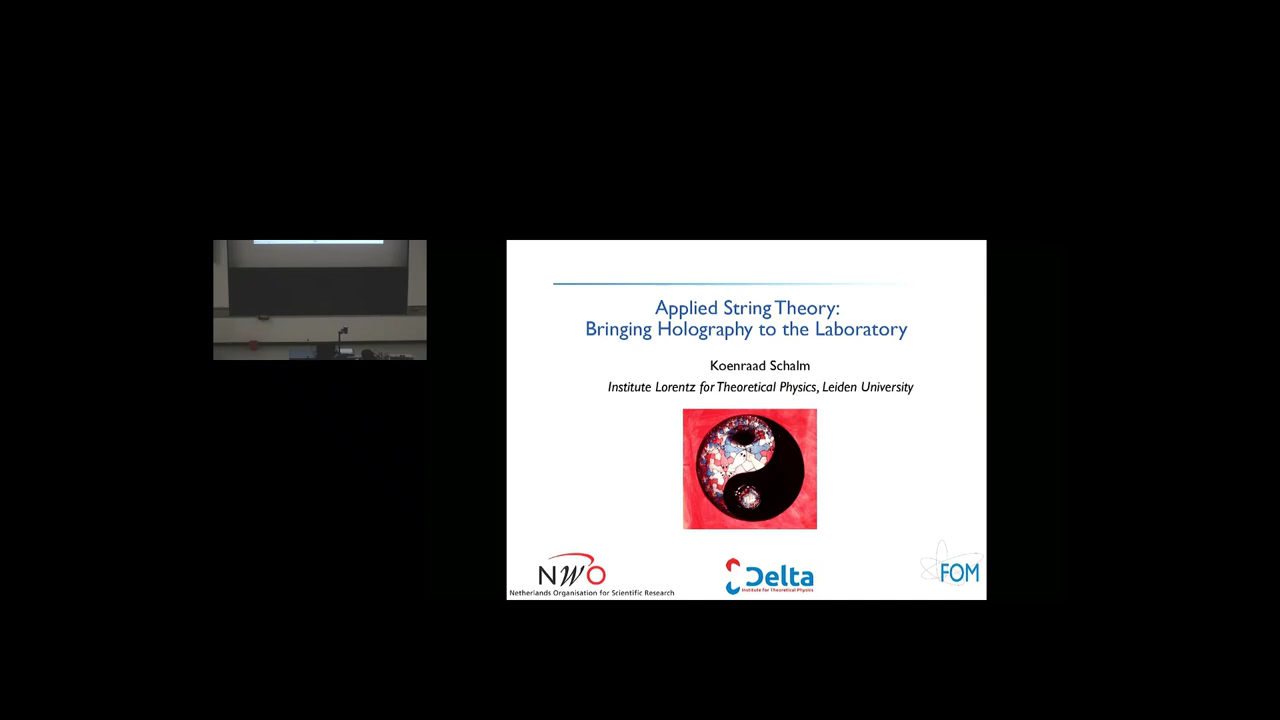 Applied String Theory:
Bringing Holography to the Laboratory
Koenraad Schalm
Institute Lorentz for Theoretical Physics, Leiden University
NWO
Netherlands Organisation for Scientific Research
Delta
Institute for Theoretical Physics
FOM